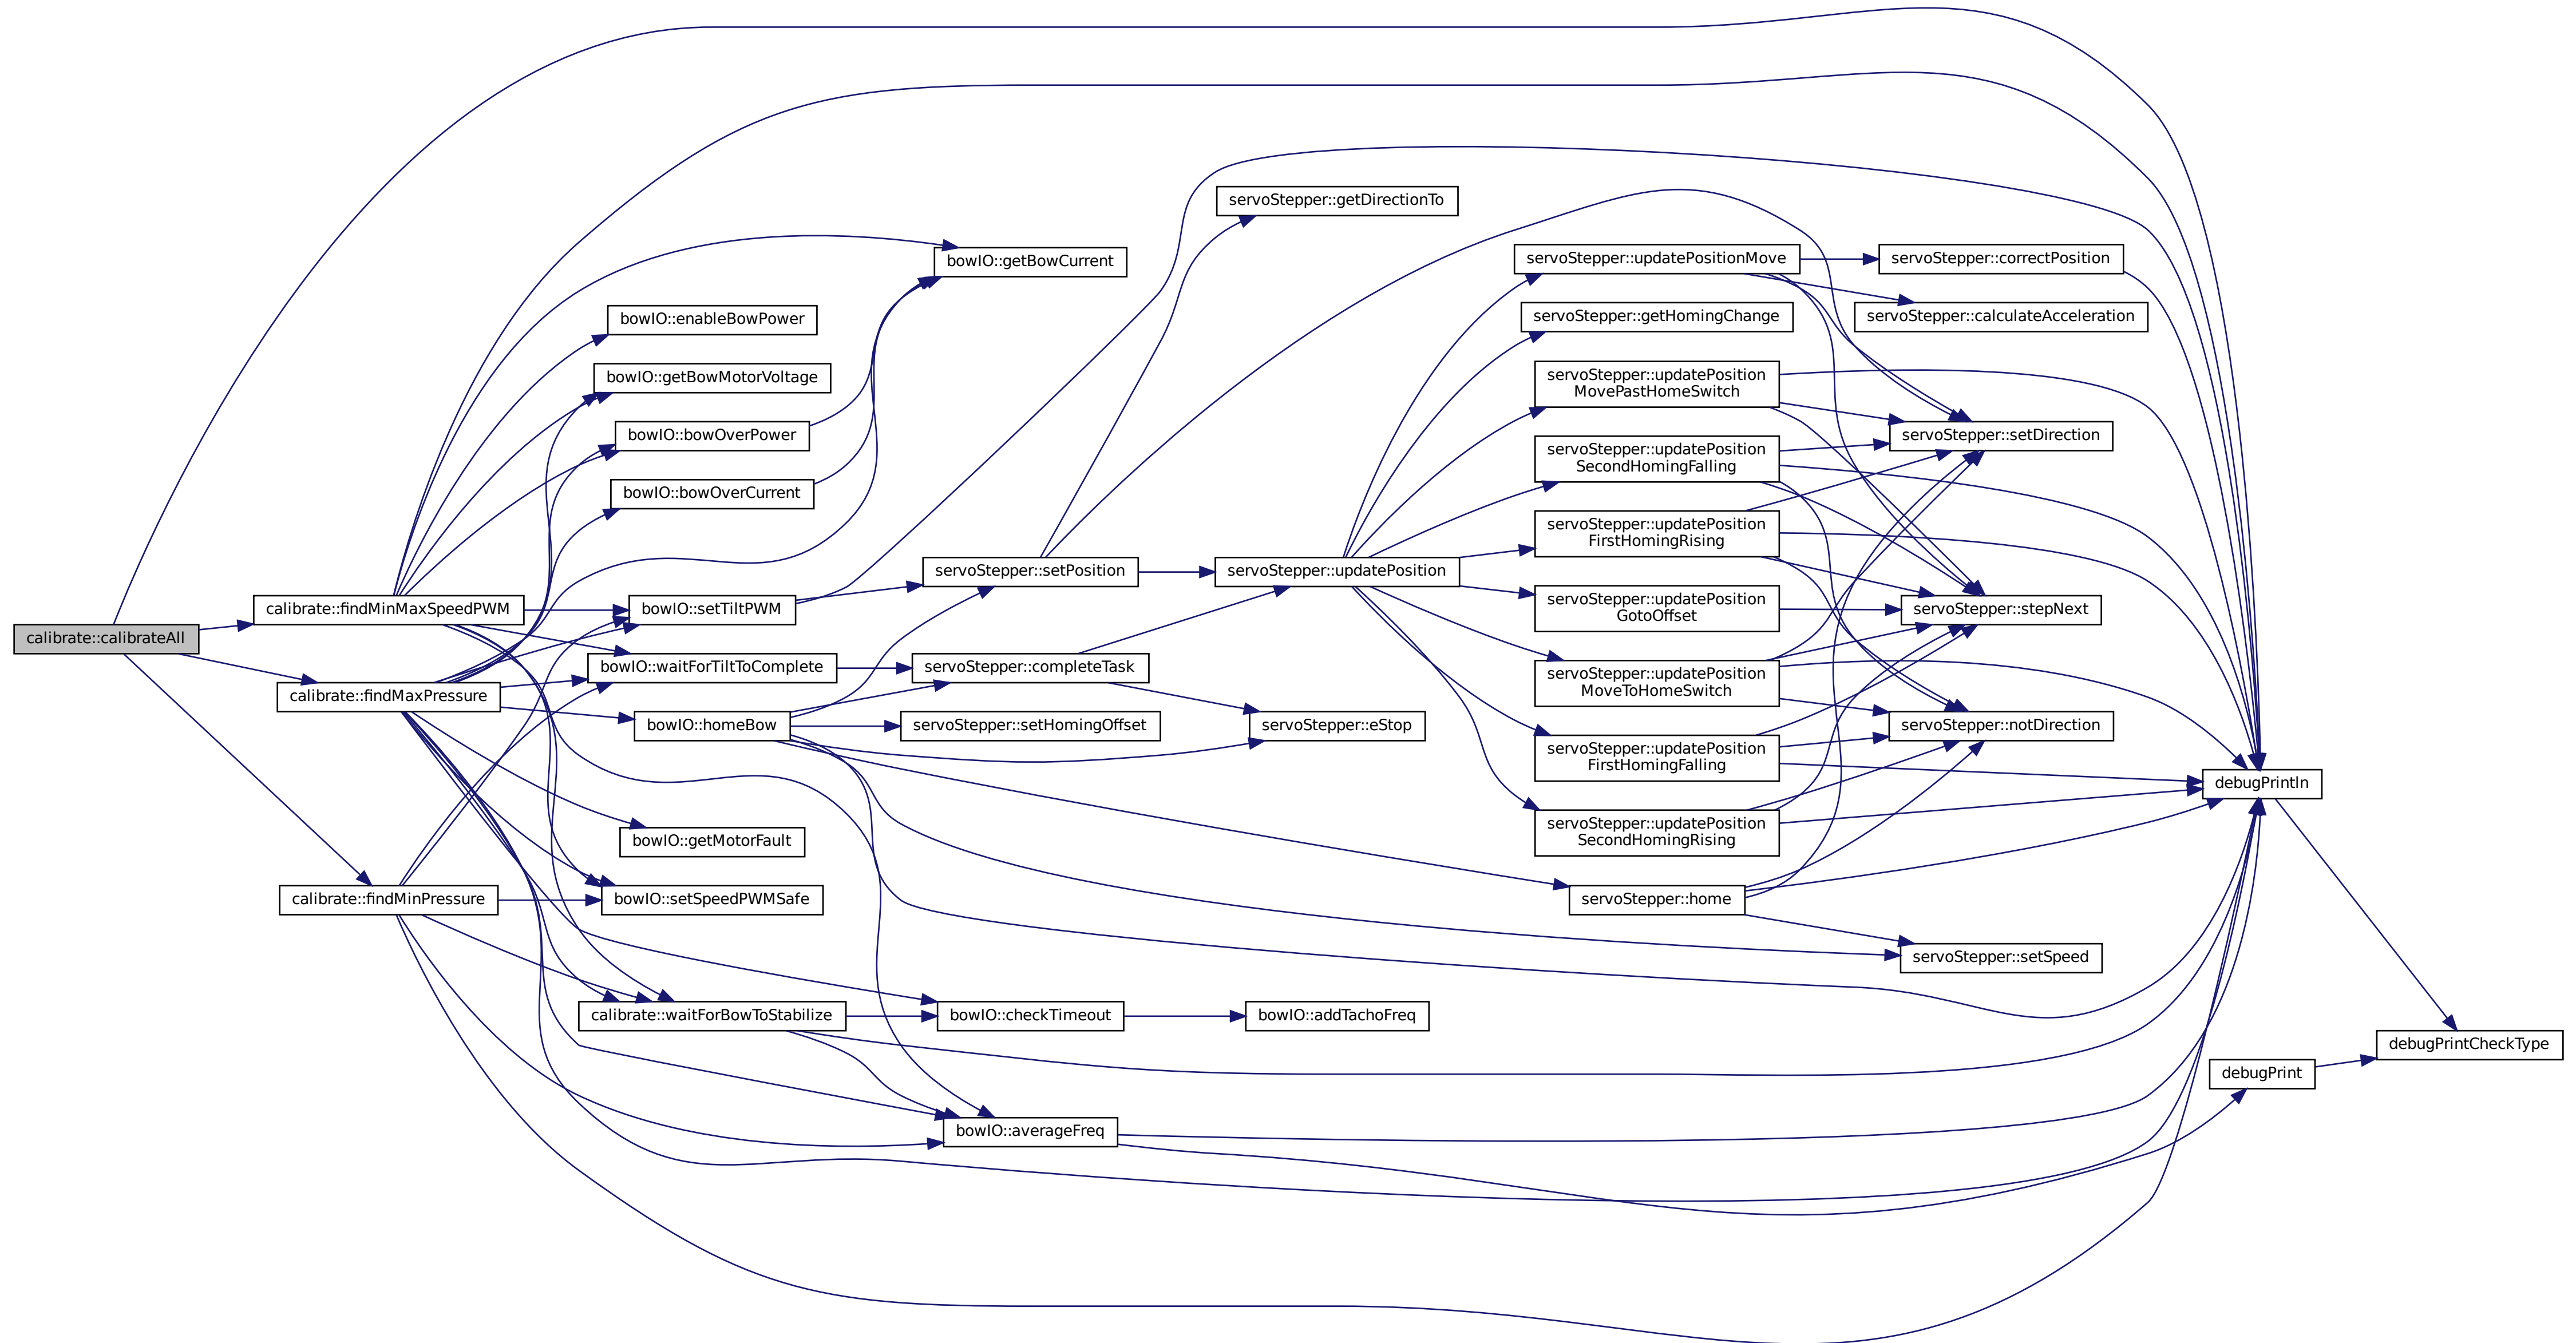 calibrate::calibrateAll
calibrate::findMinMaxSpeedPWM
calibrate::findMaxPressure
calibrate::findMinPressure
bowIO::enableBowPower
bowIO::getBowMotorVoltage
bowIO::bowOverPower
bowIO::bowOverCurrent
bowIO::setTiltPWM
bowIO::waitForTiltToComplete
bowIO::homeBow
bowIO::getMotorFault
bowIO::setSpeedPWMSafe
calibrate::waitForBowToStabilize
bowIO::getBowCurrent
servoStepper::setPosition
servoStepper::completeTask
servoStepper::setHomingOffset
bowIO::checkTimeout
bowIO::averageFreq
servoStepper::getDirectionTo
servoStepper::updatePosition
servoStepper::eStop
bowIO::addTachoFreq
servoStepper::updatePositionMove
servoStepper::getHomingChange
servoStepper::updatePosition
MovePastHomeSwitch
servoStepper::updatePosition
SecondHomingFalling
servoStepper::updatePosition
FirstHomingRising
servoStepper::updatePosition
GotoOffset
servoStepper::updatePosition
MoveToHomeSwitch
servoStepper::updatePosition
FirstHomingFalling
servoStepper::updatePosition
SecondHomingRising
servoStepper::home
servoStepper::correctPosition
servoStepper::calculateAcceleration
servoStepper::setDirection
servoStepper::stepNext
servoStepper::notDirection
servoStepper::setSpeed
debugPrintln
debugPrint
debugPrintCheckType